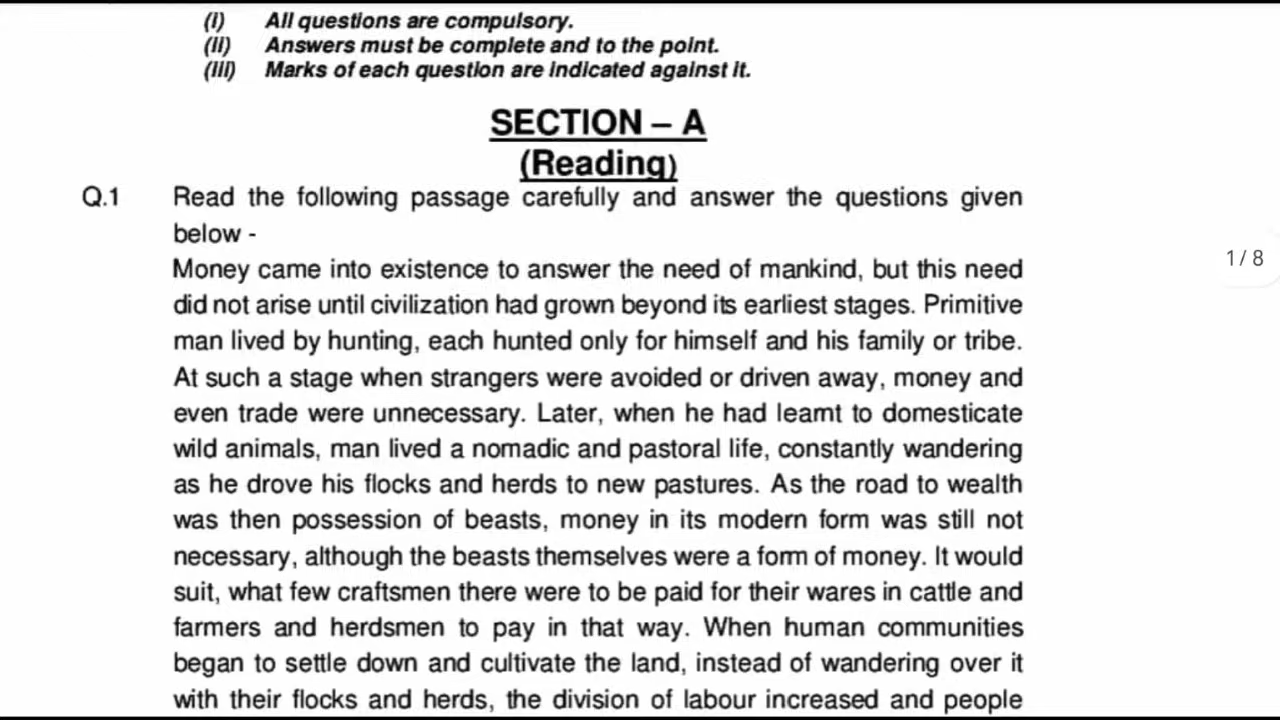 (I) All questions are compulsory.
(II) Answers must be complete and to the point.
(III) Marks of each question are indicated against it.
SECTION – A
(Reading)
Q.1 Read the following passage carefully and answer the questions given
below -
Money came into existence to answer the need of mankind, but this need
did not arise until civilization had grown beyond its earliest stages. Primitive
man lived by hunting, each hunted only for himself and his family or tribe.
At such a stage when strangers were avoided or driven away, money and
even trade were unnecessary. Later, when he had learnt to domesticate
wild animals, man lived a nomadic and pastoral life, constantly wandering
1 / 8
as he drove his flocks and herds to new pastures. As the road to wealth
was then possession of beasts, money in its modern form was still not
necessary, although the beasts themselves were a form of money. It would
suit, what few craftsmen there were to be paid for their wares in cattle and
farmers and herdsmen to pay in that way. When human communities
began to settle down and cultivate the land, instead of wandering over it
with their flocks and herds, the division of labour increased and people